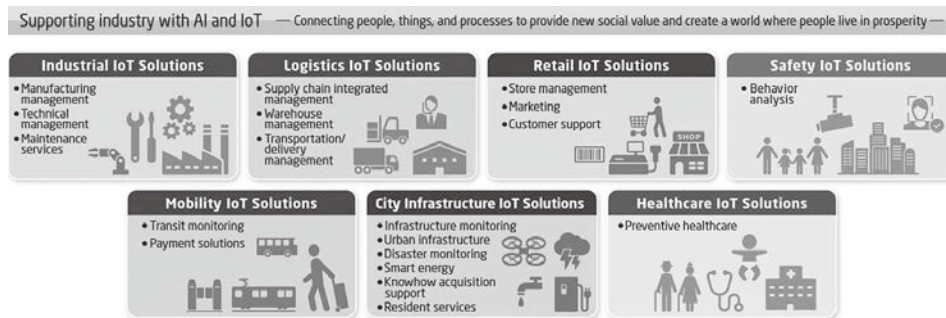 Supporting industry with AI and IoT — Connecting people, things, and processes to provide new social value and create a world where people live in prosperity —
Industrial IoT Solutions
• Manufacturing
management
• Technical
management
• Maintenance
services
Logistics IoT Solutions
• Supply chain integrated
management
• Warehouse
management
• Transportation/
delivery
management
Retail IoT Solutions
• Store management
• Marketing
• Customer support
SHOP
Safety IoT Solutions
• Behavior
analysis
Mobility IoT Solutions
• Transit monitoring
• Payment solutions
City Infrastructure IoT Solutions
• Infrastructure monitoring
• Urban infrastructure
• Disaster monitoring
• Smart energy
• Knowhow acquisition
support
• Resident services
Healthcare IoT Solutions
• Preventive healthcare